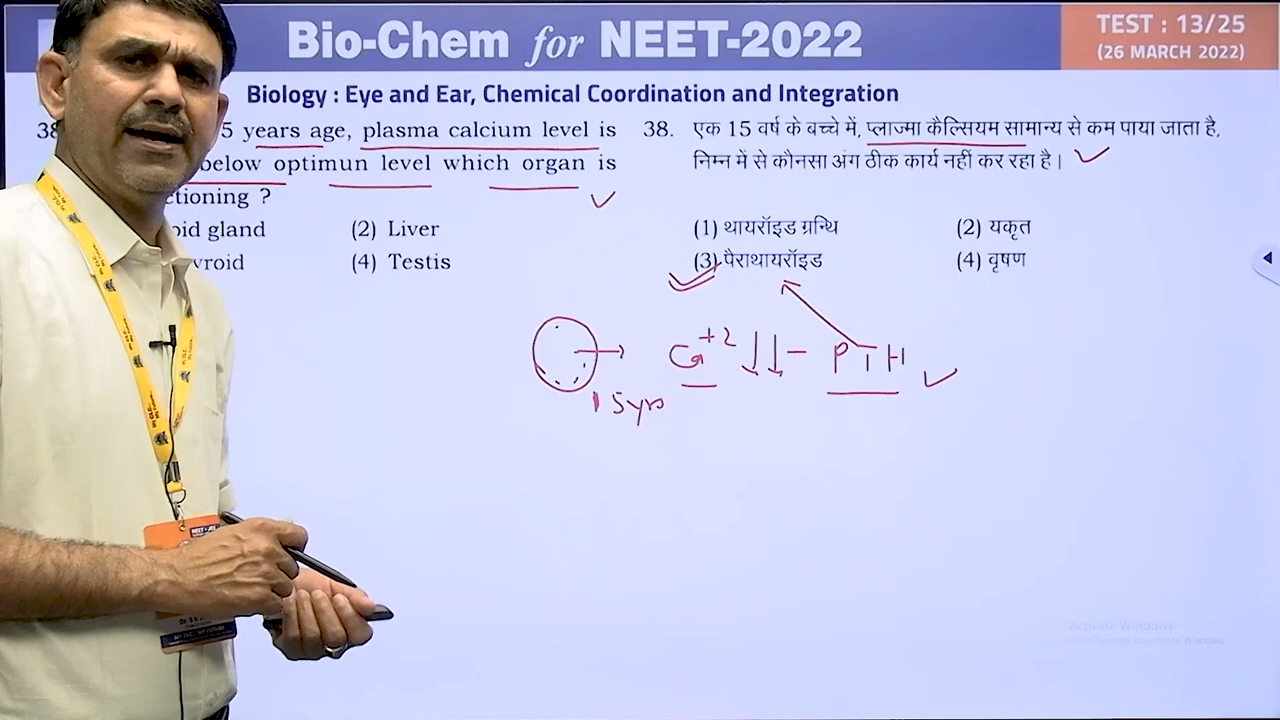 Bio-Chem for NEET-2022
TEST : 13/25
(26 MARCH 2022)
Biology : Eye and Ear, Chemical Coordination and Integration
38
5 years age, plasma calcium level is
below optimun level which organ is
ctioning ?
oid gland
(2) Liver
yroid
(4) Testis
38. एक 15 वर्ष के बच्चे में, प्लाज्मा कैल्सियम सामान्य से कम पाया जाता है,
निम्न में से कौनसा अंग ठीक कार्य नहीं कर रहा है।
(1) थायरॉइड ग्रन्थि
(2) यकृत
(3) पैराथायरॉइड
(4) वृषण
Ca+2 ↓↓ – PTH
15yrs
Activate Windows